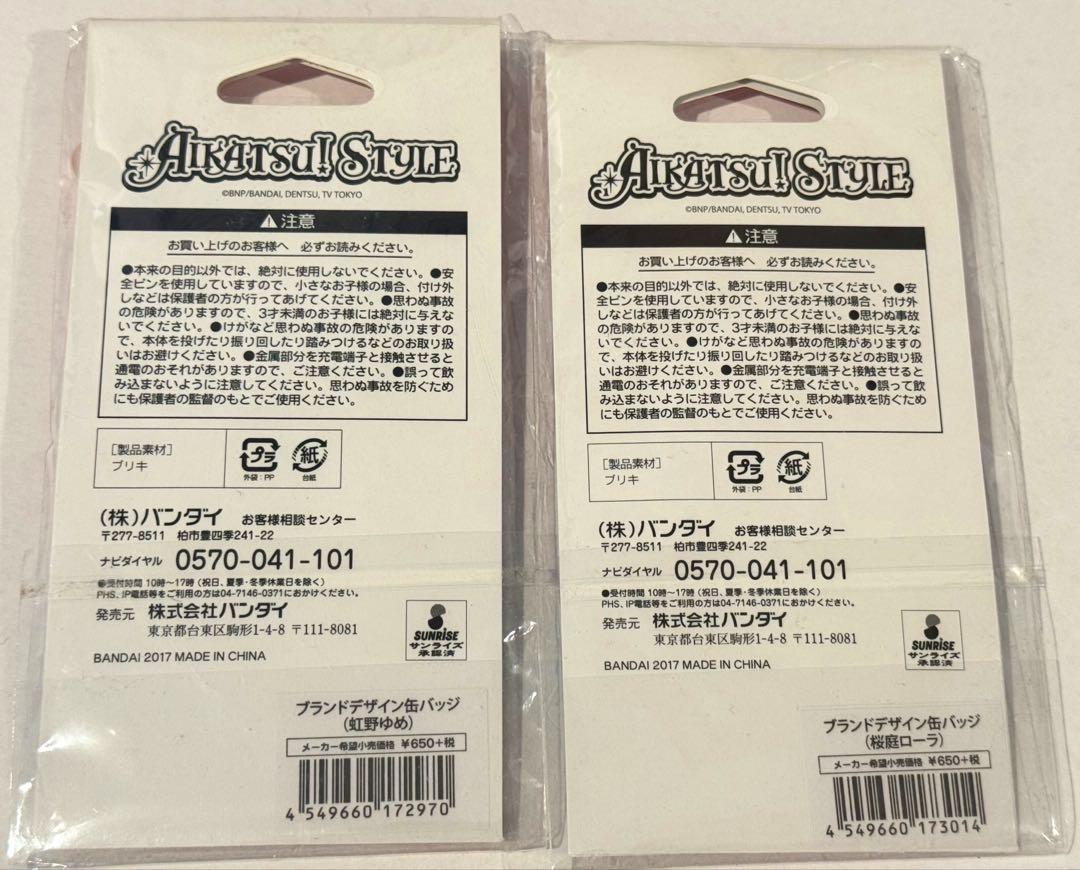 AIKATSU! STYLE
©BNP/BANDAI, DENTSU, TV TOKYO
注意
お買い上げのお客様へ 必ずお読みください。
●本来の目的以外では、絶対に使用しないでください。●安
全ピンを使用していますので、小さなお子様の場合、付け外
しなどは保護者の方が行ってあげてください。●思わぬ事故
の危険がありますので、3才未満のお子様には絶対に与えな
いでください。●けがなど思わぬ事故の危険がありますの
で、本体を投げたり振り回したり踏みつけるなどのお取り扱
いはお避けください。●金属部分を充電端子と接触させると
通電のおそれがありますので、ご注意ください。●誤って飲
み込まないように注意してください。思わぬ事故を防ぐため
にも保護者の監督のもとでご使用ください。
[製品素材]
ブリキ
プラ
外袋:PP
紙
台紙
(株)バンダイ お客様相談センター
〒277-8511 柏市豊四季241-22
ナビダイヤル 0570-041-101
●受付時間 10時〜17時(祝日、夏季・冬季休業日を除く)
PHS、IP電話等をご利用の方は04-7146-0371におかけください。
発売元 株式会社バンダイ
東京都台東区駒形1-4-8 〒111-8081
SUNRISE
サンライズ
承認済
BANDAI 2017 MADE IN CHINA
ブランドデザイン缶バッジ
(虹野ゆめ)
メーカー希望小売価格 ¥650+税
4 549660 172970
AIKATSU! STYLE
©BNP/BANDAI, DENTSU, TV TOKYO
注意
お買い上げのお客様へ 必ずお読みください。
●本来の目的以外では、絶対に使用しないでください。●安
全ピンを使用していますので、小さなお子様の場合、付け外
しなどは保護者の方が行ってあげてください。●思わぬ事故
の危険がありますので、3才未満のお子様には絶対に与えな
いでください。●けがなど思わぬ事故の危険がありますの
で、本体を投げたり振り回したり踏みつけるなどのお取り扱
いはお避けください。●金属部分を充電端子と接触させると
通電のおそれがありますので、ご注意ください。●誤って飲
み込まないように注意してください。思わぬ事故を防ぐため
にも保護者の監督のもとでご使用ください。
[製品素材]
ブリキ
プラ
外袋:PP
紙
台紙
(株)バンダイ お客様相談センター
〒277-8511 柏市豊四季241-22
ナビダイヤル 0570-041-101
●受付時間 10時〜17時(祝日、夏季・冬季休業日を除く)
PHS、IP電話等をご利用の方は04-7146-0371におかけください。
発売元 株式会社バンダイ
東京都台東区駒形1-4-8 〒111-8081
SUNRISE
サンライズ
承認済
BANDAI 2017 MADE IN CHINA
ブランドデザイン缶バッジ
(桜庭ローラ)
メーカー希望小売価格 ¥650+税
4 549660 173014